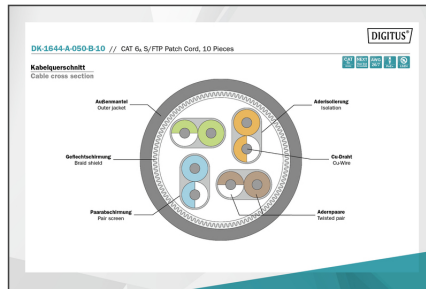 DIGITUS®
DK-1644-A-050-B-10 // CAT 6A S/FTP Patch Cord, 10 Pieces
Kabelquerschnitt
Cable cross section
Außenmantel
Outer jacket
Aderisolierung
Isolation
Geflechtschirmung
Braid shield
Cu-Draht
Cu-Wire
Paarabschirmung
Pair screen
Adernpaare
Twisted pair